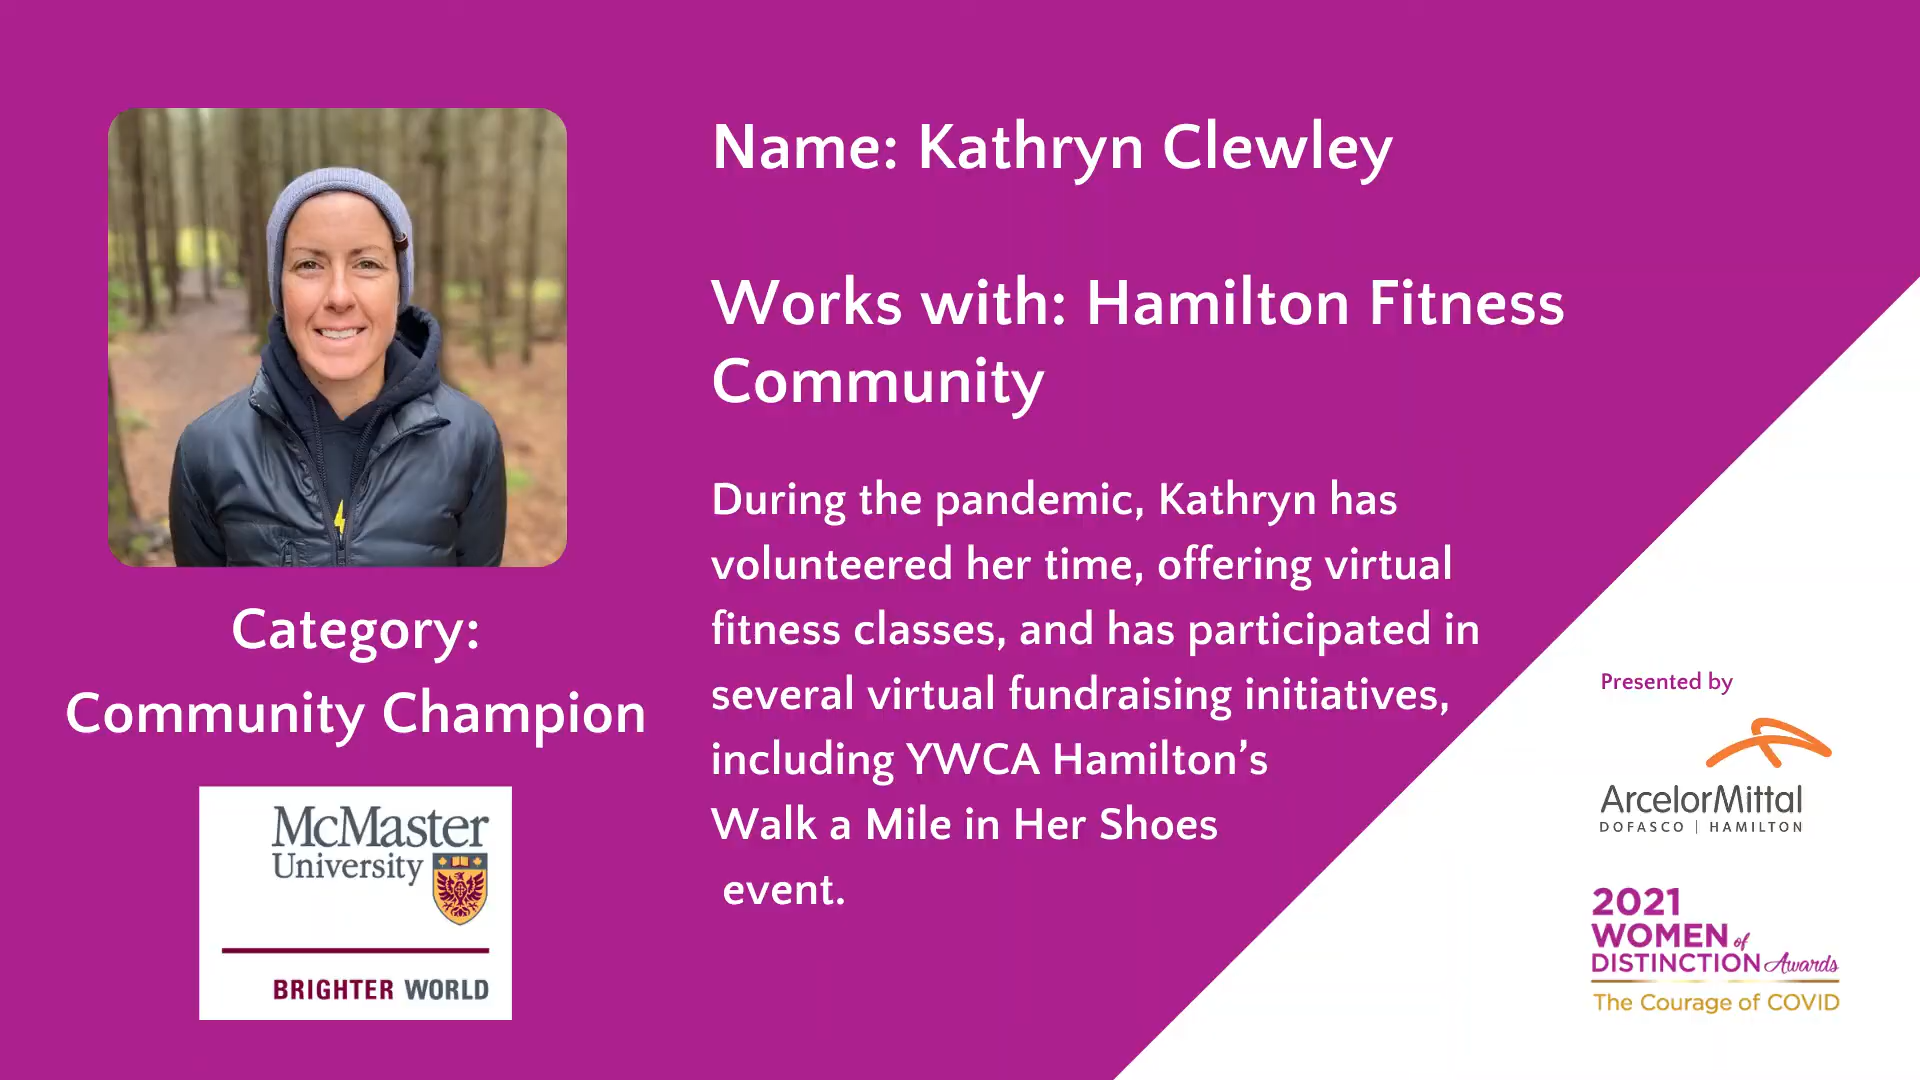 Name: Kathryn Clewley
Works with: Hamilton Fitness
Community
During the pandemic, Kathryn has
volunteered her time, offering virtual
fitness classes, and has participated in
several virtual fundraising initiatives,
including YWCA Hamilton’s
Walk a Mile in Her Shoes
event.
Category:
Community Champion
McMaster
University
BRIGHTER WORLD
Presented by
ArcelorMittal
DOFASCO | HAMILTON
2021
WOMEN of
DISTINCTION Awards
The Courage of COVID